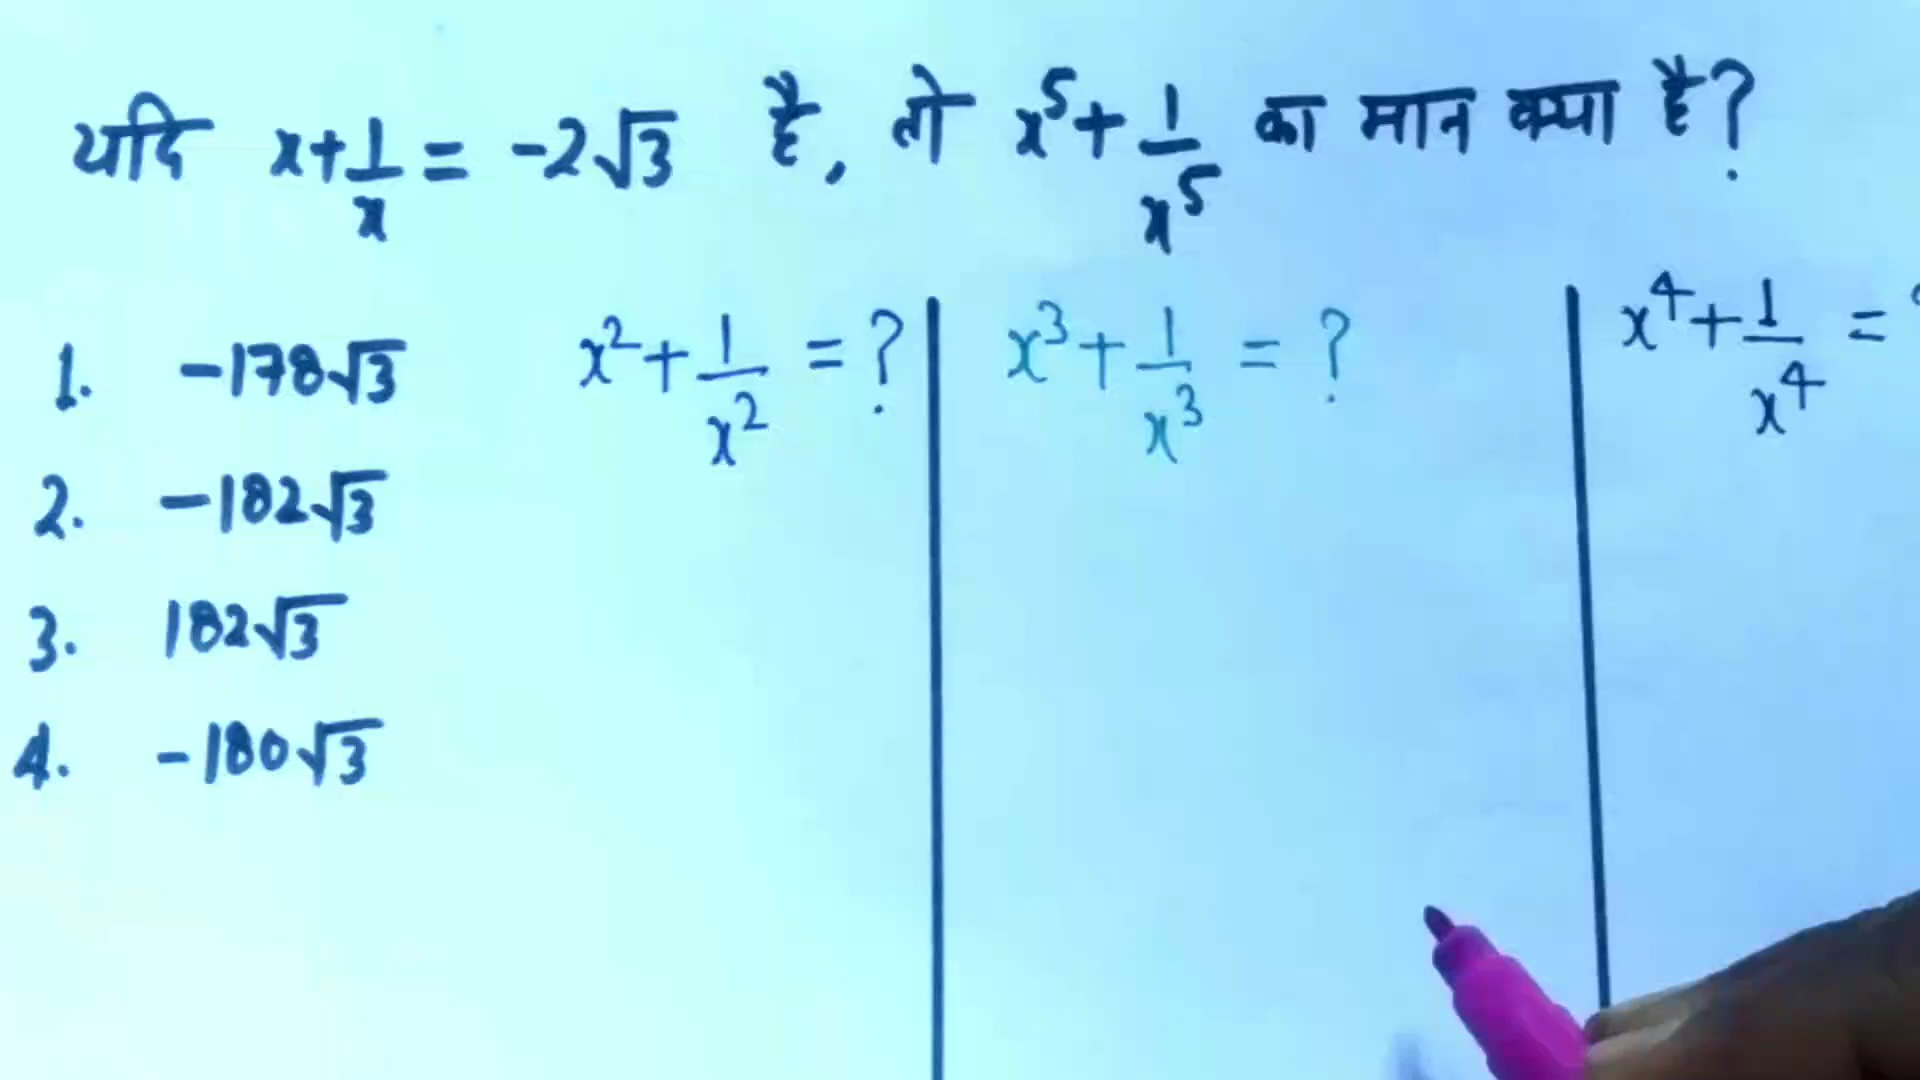 यदि x+1/x = -2√3 है, तो x⁵+1/x⁵ का मान क्या है?
1. -178√3
2. -182√3
3. 182√3
4. -180√3
x²+1/x² = ?
x³+1/x³ = ?
x⁴+1/x⁴ =